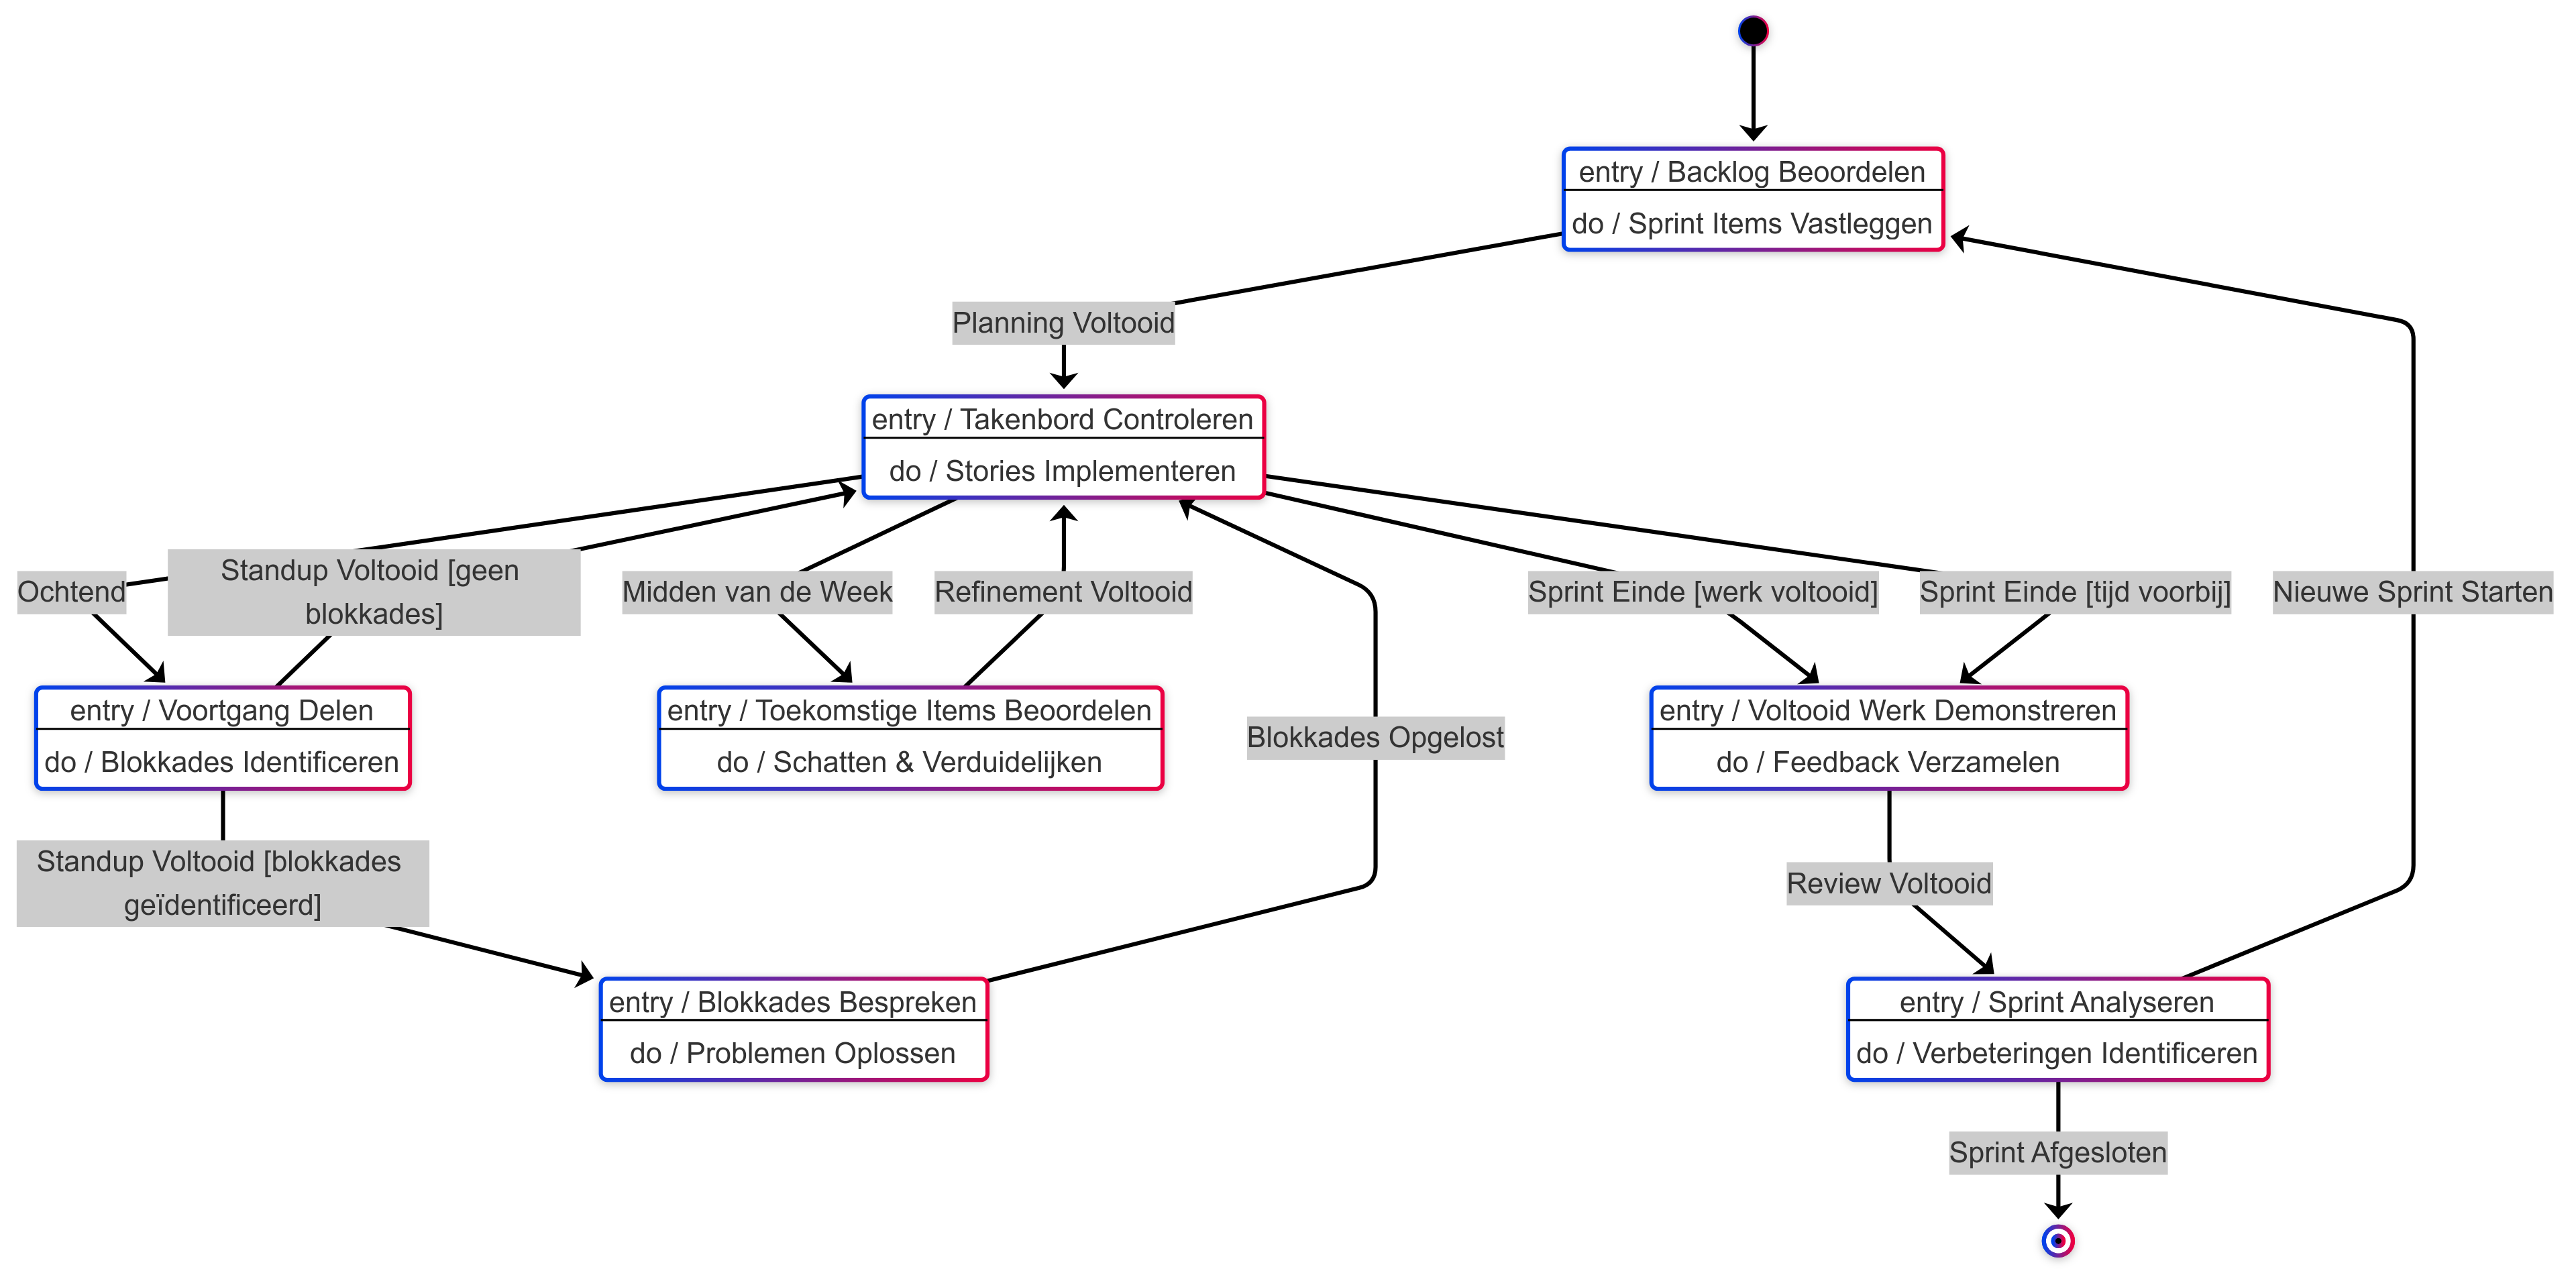 entry / Backlog Beoordelen
do / Sprint Items Vastleggen
Planning Voltooid
entry / Takenbord Controleren
do / Stories Implementeren
Ochtend
Standup Voltooid [geen
blokkades]
Midden van de Week
Refinement Voltooid
Sprint Einde [werk voltooid]
Sprint Einde [tijd voorbij]
Nieuwe Sprint Starten
entry / Voortgang Delen
do / Blokkades Identificeren
entry / Toekomstige Items Beoordelen
do / Schatten & Verduidelijken
Blokkades Opgelost
entry / Voltooid Werk Demonstreren
do / Feedback Verzamelen
Standup Voltooid [blokkades
geïdentificeerd]
Review Voltooid
entry / Blokkades Bespreken
do / Problemen Oplossen
entry / Sprint Analyseren
do / Verbeteringen Identificeren
Sprint Afgesloten